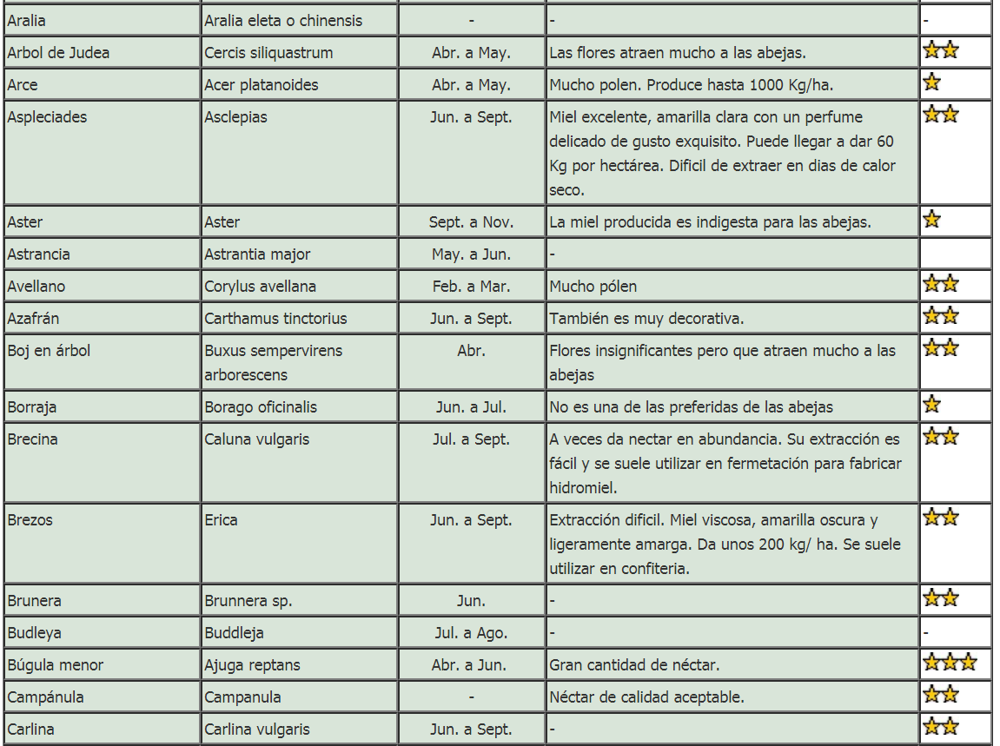 Aralia Aralia eleta o chinensis - - -
Arbol de Judea Cercis siliquastrum Abr. a May. Las flores atraen mucho a las abejas.
Arce Acer platanoides Abr. a May. Mucho polen. Produce hasta 1000 Kg/ha.
Aspleciades Asclepias Jun. a Sept. Miel excelente, amarilla clara con un perfume
delicado de gusto exquisito. Puede llegar a dar 60
Kg por hectárea. Dificil de extraer en dias de calor
seco.
Aster Aster Sept. a Nov. La miel producida es indigesta para las abejas.
Astrancia Astrantia major May. a Jun. -
Avellano Corylus avellana Feb. a Mar. Mucho pólen
Azafrán Carthamus tinctorius Jun. a Sept. También es muy decorativa.
Boj en árbol Buxus sempervirens Abr. Flores insignificantes pero que atraen mucho a las
arborescens abejas
Borraja Borago oficinalis Jun. a Jul. No es una de las preferidas de las abejas
Brecina Caluna vulgaris Jul. a Sept. A veces da nectar en abundancia. Su extracción es
fácil y se suele utilizar en fermetación para fabricar
hidromiel.
Brezos Erica Jun. a Sept. Extracción dificil. Miel viscosa, amarilla oscura y
ligeramente amarga. Da unos 200 kg/ ha. Se suele
utilizar en confiteria.
Brunera Brunnera sp. Jun. -
Budleya Buddleja Jul. a Ago. - -
Búgula menor Ajuga reptans Abr. a Jun. Gran cantidad de néctar.
Campánula Campanula - Néctar de calidad aceptable.
Carlina Carlina vulgaris Jun. a Sept. -